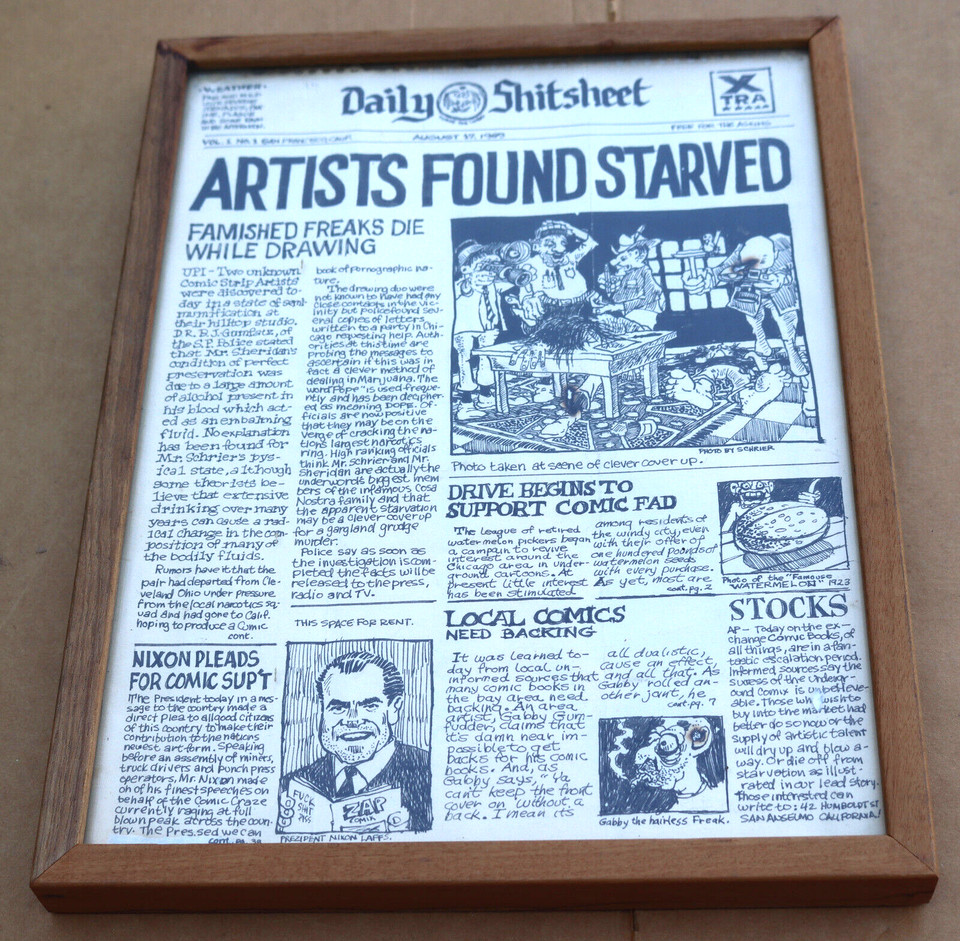 WEATHER
Daily Shitsheet
X
TRA
VOL. 1 NO. 1 SAN FRANCISCO, CALIF.
AUGUST 17, 1969
FREE FOR THE ASKING
ARTISTS FOUND STARVED
FAMISHED FREAKS DIE
WHILE DRAWING
UPI - Two unknown
Comic Strip Artists
were discovered to-
day in a state of semi
mummification at
their hilltop studio.
DR. B.J. Gumfatz, of
the S.F. Police stated
that Mr. Sheridan's
condition of perfect
preservation was
due to a large amount
of alcohol present in
his blood which act-
ed as an embalming
fluid. No explanation
has been found for
Mr. Schrier's pys-
ical state, although
some theorists be-
lieve that extensive
drinking over many
years can cause a rad-
ical change in the com-
position of many of
the bodily fluids.
Rumors have it that the
pair had departed from Cle-
veland Ohio under pressure
from the local narcotics sq-
uad and had gone to Calif.
hoping to produce a Comic
cont.
book of pornographic na-
ture.
The drawing duo were
not known to have had any
close contacts in the vic-
inity but police found sev-
eral copies of letters
written to a party in Chi-
cago requesting help. Auth-
orities at this time are
probing the messages to
ascertain if this was in
fact a clever method of
dealing in Marijuana. The
word "Pope" is used freque-
ntly and has been decipher-
ed as meaning DOPE. Of-
ficials are now positive
that they may be on the
verge of cracking the na-
tions largest narcotics
ring. High ranking officials
think Mr. Schrier and Mr.
Sheridan are actually the
underworlds biggest mem
bers of the infamous Cosa
Nostra family and that
the apparent starvation
may be a clever cover up
for a gangland grudge
murder.
Police say as soon as
the investigation is com-
pleted the facts will be
released to the press,
radio and TV.
PHOTO BY SCHRIER
Photo taken at scene of clever cover up.
DRIVE BEGINS TO
SUPPORT COMIC FAD
The league of retired
watermelon pickers began
a campain to revive
interest around the
Chicago area in under-
ground cartoons. At
present little interest
has been stimulated
among residents of
the windy city, even
with their offer of
one hundred pounds of
watermelon seeds
with every purchase.
As yet, most are
cont. pg. 2
Photo of the "Famouse
WATERMELON" 1923
THIS SPACE FOR RENT.
NIXON PLEADS
FOR COMIC SUP'T
The President today in a mes-
sage to the country made a
direct plea to all good citizens
of this country to make their
contribution to the nations
newest art-form. Speaking
before an assembly of miners,
truck drivers and punch press
operators, Mr. Nixon made
on of his finest speeches on
behalf of the Comic Craze
currently raging at full
blown peak across the coun-
try. The Pres. sed we can
cont. pg.
FUCK
SHIT
PISS
ZAP
COMIX
PREZIDENT NIXON LAFFS.
LOCAL COMICS
NEED BACKING
It was learned to-
day from local un-
informed sources that
many comic books in
the bay area need
backing. An area
artist, Gabby Gum-
fudder, claims that
it's damn near im-
possible to get
backs for his comic
books. And, as
Gabby says, "Ya
can't keep the front
cover on without a
back. I mean its
all dualistic,
cause an effect,
and all that. As
Gabby rolled an-
other joint, he
cont. pg. 7
Gabby the hairless Freak.
STOCKS
AP - Today on the ex-
change Comic Books, of
all things, are in a fan-
tastic escalation period.
Informed sources say the
success of the Undergr-
ound Comix is unbelieve-
able. Those who wish to
buy into the market had
better do so now or the
supply of artistic talent
will dry up and blow a-
way. Or die off from
starvation as illust-
rated in our lead story.
Those interested can
write to: 42 HUMBOLDT ST
SAN ANSELMO CALIFORNIA!